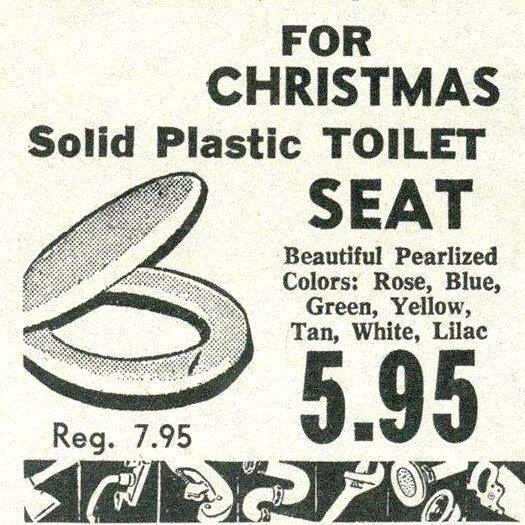 FOR
CHRISTMAS
Solid Plastic TOILET
SEAT
Beautiful Pearlized
Colors: Rose, Blue,
Green, Yellow,
Tan, White, Lilac
5.95
Reg. 7.95